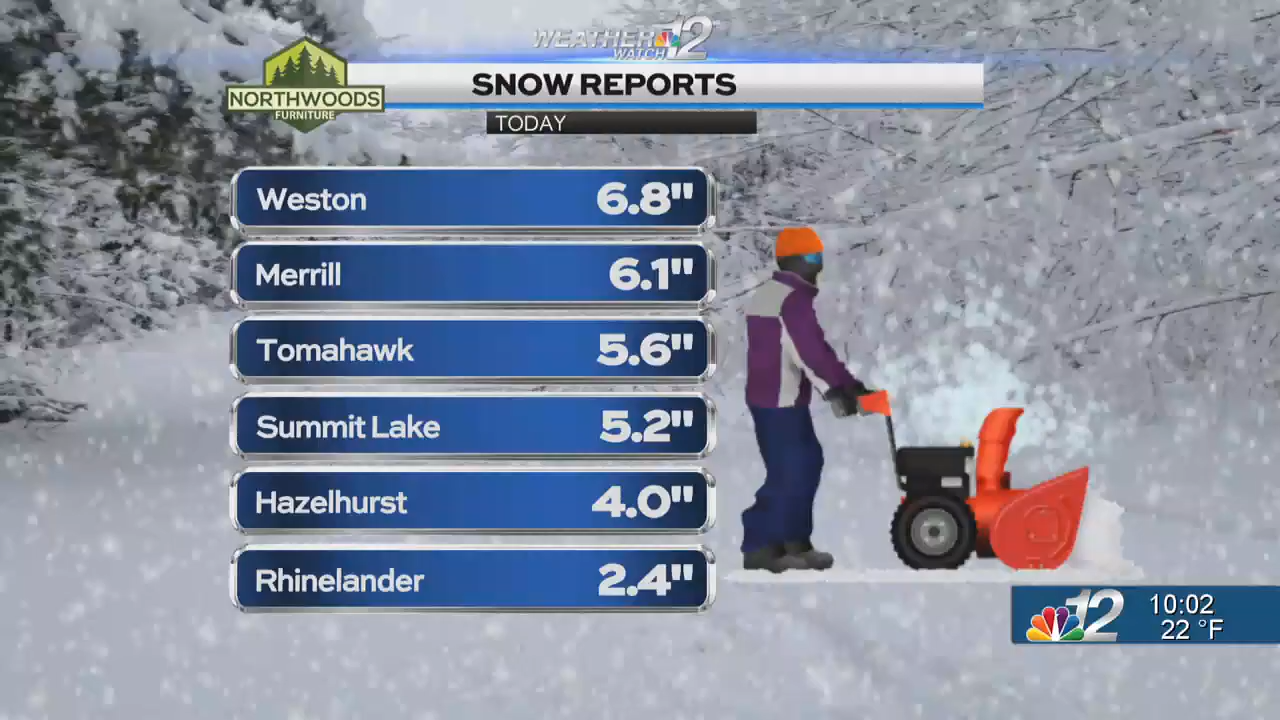 WEATHER 12
WATCH
NORTHWOODS
FURNITURE
SNOW REPORTS
TODAY
Weston 6.8"
Merrill 6.1"
Tomahawk 5.6"
Summit Lake 5.2"
Hazelhurst 4.0"
Rhinelander 2.4"
12 10:02
22 °F